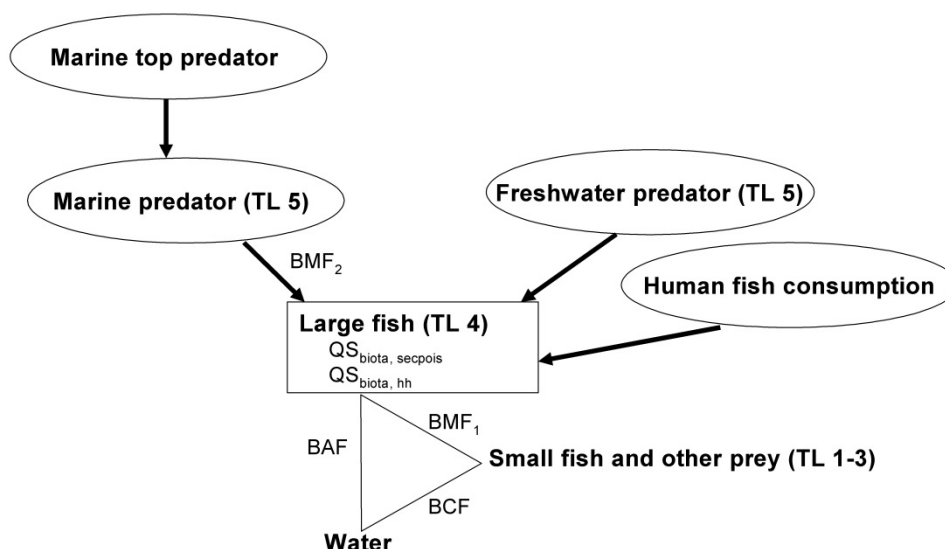 Marine top predator
Marine predator (TL 5)
Freshwater predator (TL 5)
BMF2
Human fish consumption
Large fish (TL 4)
QSbiota, secpois
QSbiota, hh
BMF1
BAF
Small fish and other prey (TL 1-3)
BCF
Water